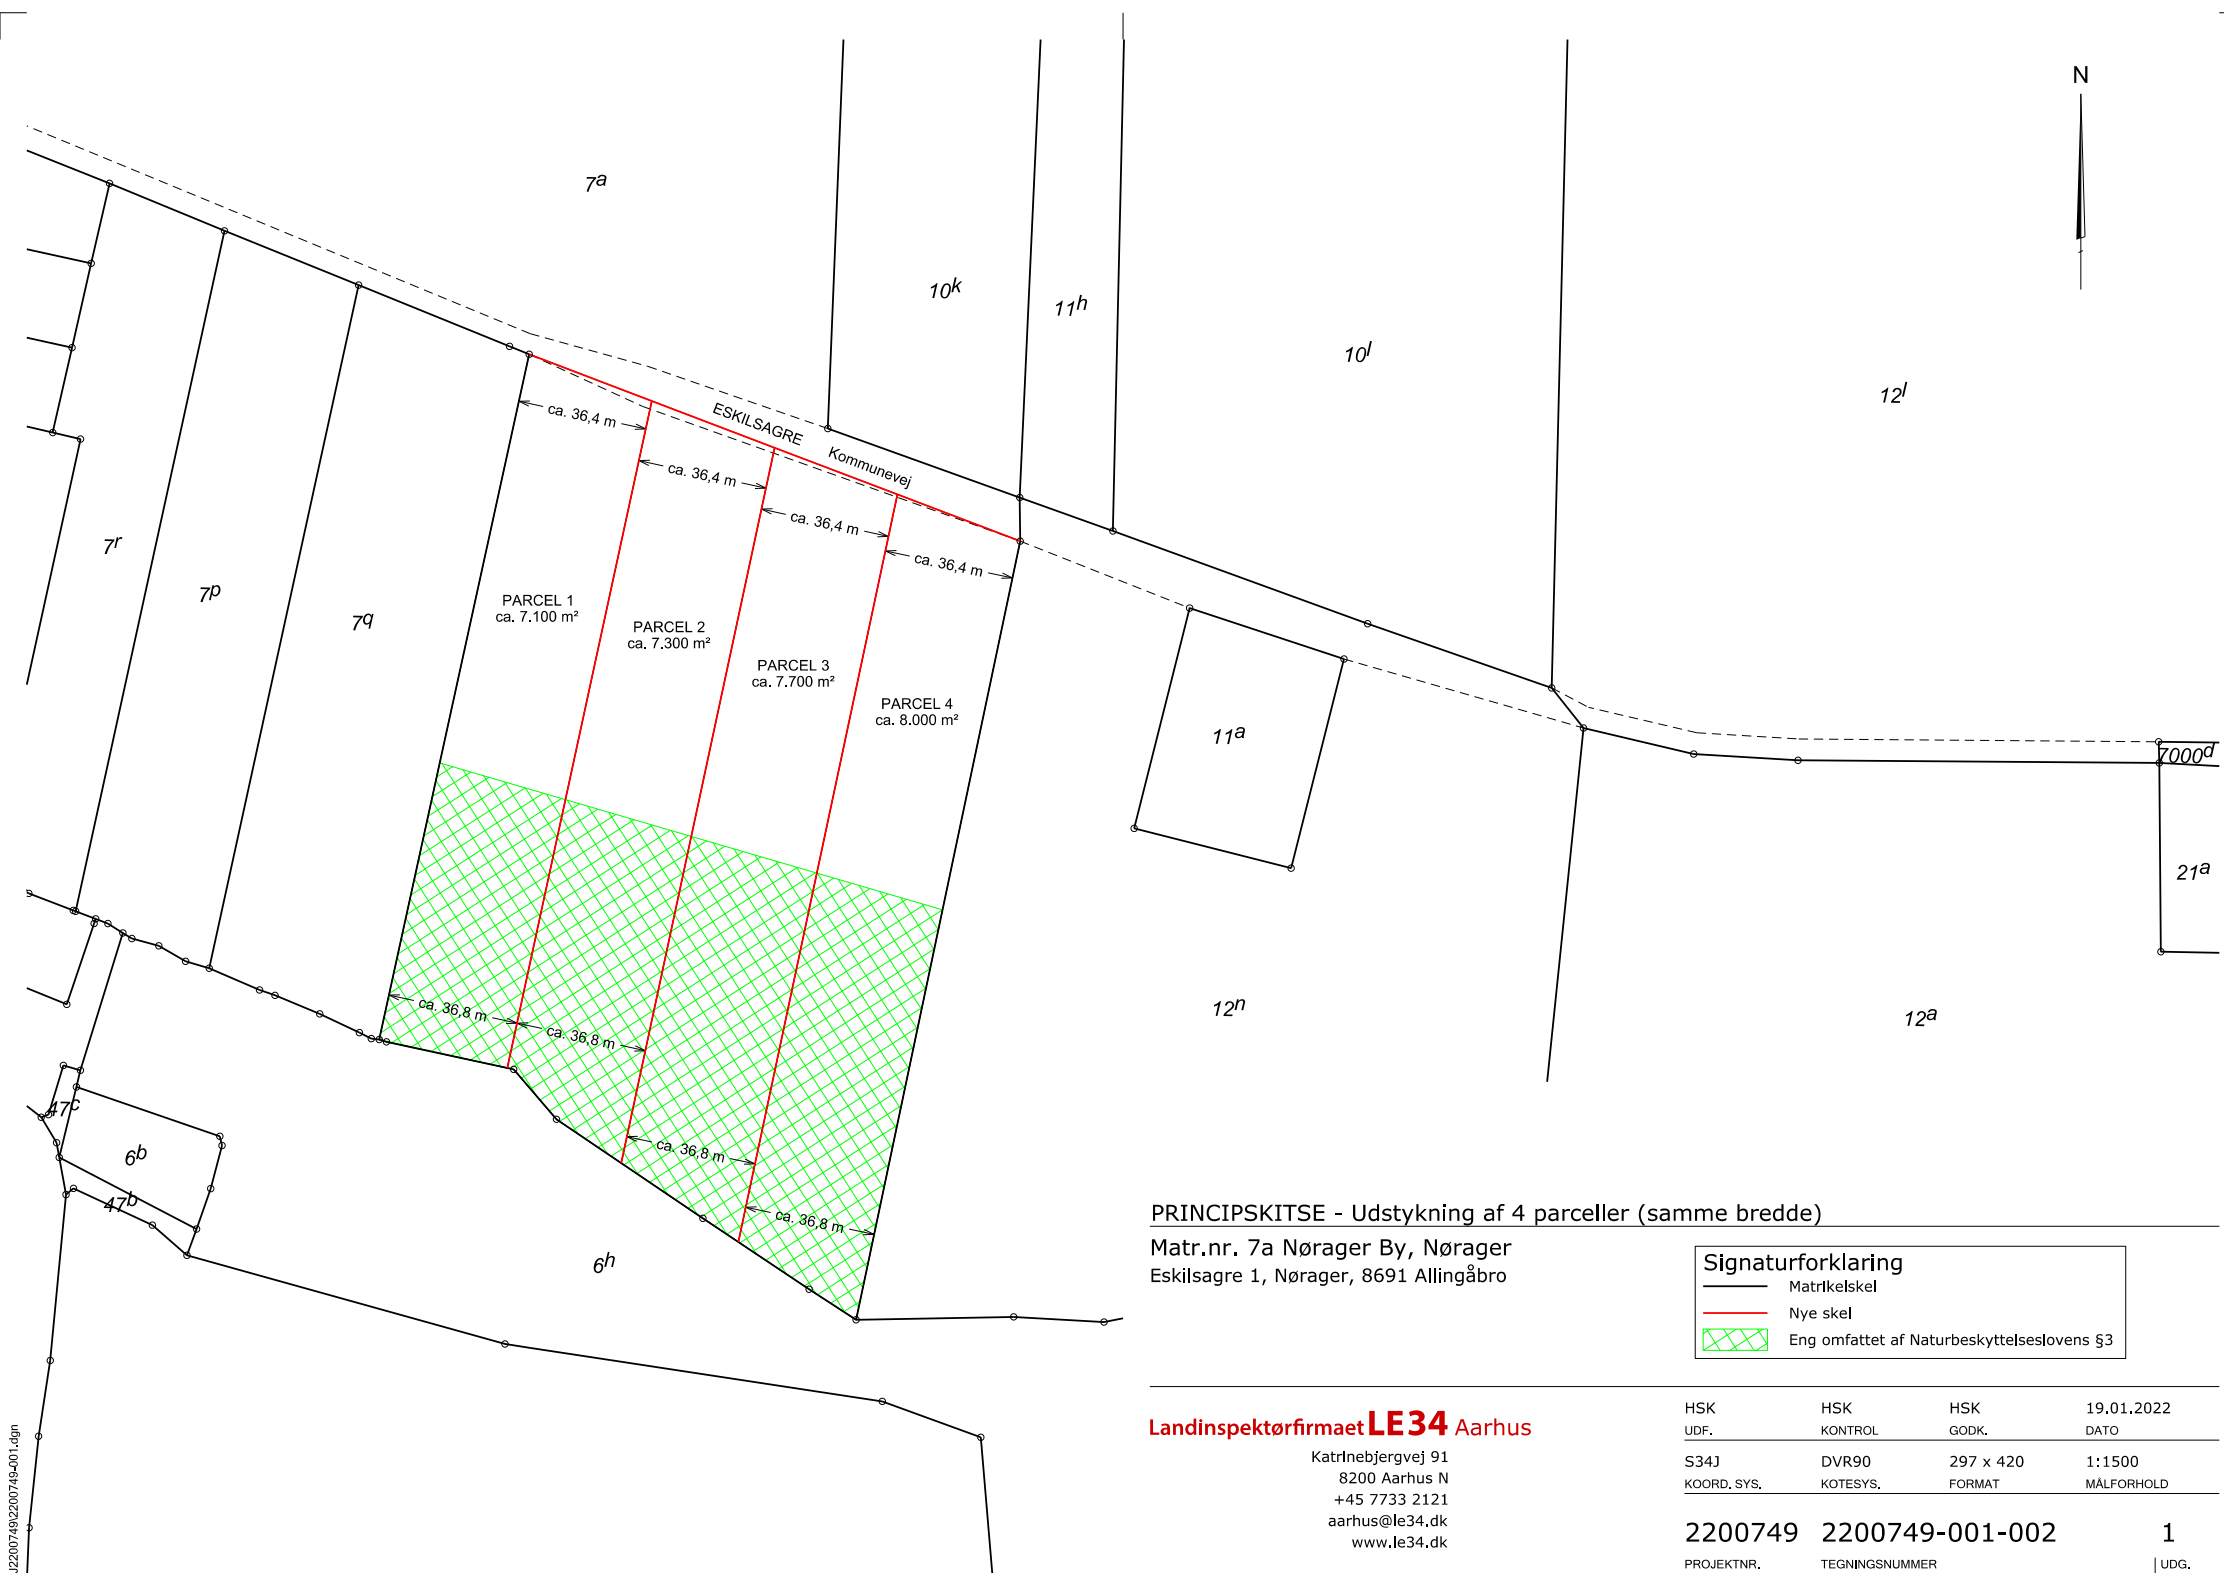 N
7a
10k
11h
10l
12l
ESKILSAGRE
Kommunevej
ca. 36,4 m
ca. 36,4 m
ca. 36,4 m
ca. 36,4 m
7r
7p
7q
PARCEL 1
ca. 7.100 m²
PARCEL 2
ca. 7.300 m²
PARCEL 3
ca. 7.700 m²
PARCEL 4
ca. 8.000 m²
11a
7000d
21a
12n
12a
ca. 36,8 m
ca. 36,8 m
ca. 36,8 m
ca. 36,8 m
47c
6b
47b
6h
PRINCIPSKITSE - Udstykning af 4 parceller (samme bredde)
Matr.nr. 7a Nørager By, Nørager
Eskilsagre 1, Nørager, 8691 Allingåbro
Signaturforklaring
Matrikelskel
Nye skel
Eng omfattet af Naturbeskyttelseslovens §3
Landinspektørfirmaet LE34 Aarhus
Katrinebjergvej 91
8200 Aarhus N
+45 7733 2121
aarhus@le34.dk
www.le34.dk
HSK HSK HSK 19.01.2022
UDF. KONTROL GODK. DATO
S34J DVR90 297 x 420 1:1500
KOORD. SYS. KOTESYS. FORMAT MÅLFORHOLD
2200749 2200749-001-002 1
PROJEKTNR. TEGNINGSNUMMER UDG.
J2200749\2200749-001.dgn